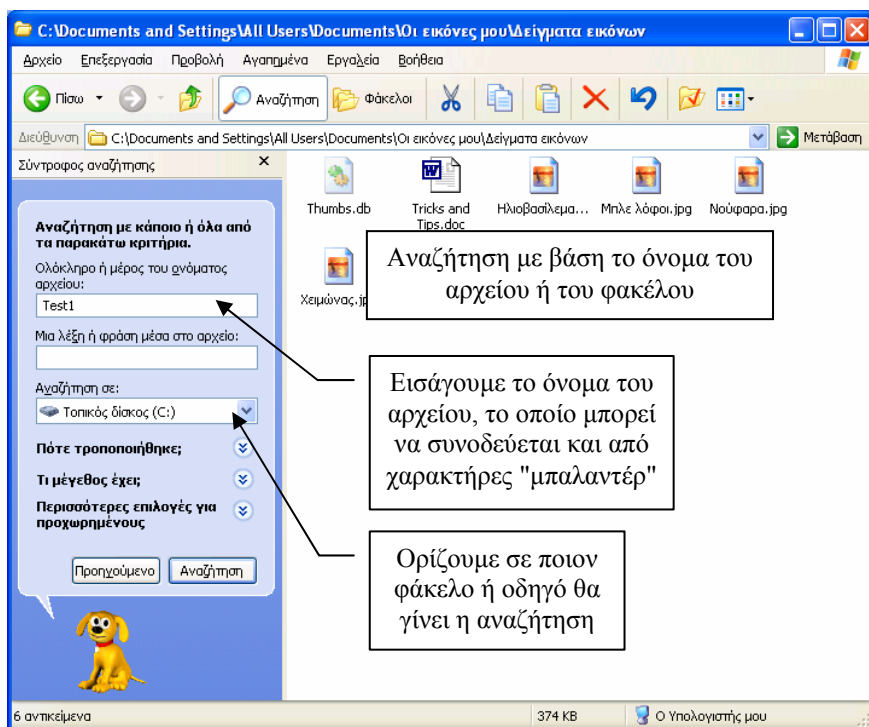 C:\Documents and Settings\All Users\Documents\Οι εικόνες μου\Δείγματα εικόνων
Αρχείο Επεξεργασία Προβολή Αγαπημένα Εργαλεία Βοήθεια
Πίσω Αναζήτηση Φάκελοι
Διεύθυνση C:\Documents and Settings\All Users\Documents\Οι εικόνες μου\Δείγματα εικόνων Μετάβαση
Σύντροφος αναζήτησης
Αναζήτηση με κάποιο ή όλα από
τα παρακάτω κριτήρια.
Ολόκληρο ή μέρος του ονόματος
αρχείου:
Test1
Μια λέξη ή φράση μέσα στο αρχείο:
Αναζήτηση σε:
Τοπικός δίσκος (C:)
Πότε τροποποιήθηκε;
Τι μέγεθος έχει;
Περισσότερες επιλογές για
προχωρημένους
Προηγούμενο Αναζήτηση
Thumbs.db
Tricks and
Tips.doc
Ηλιοβασίλεμα...
Μπλε λόφοι.jpg
Νούφαρα.jpg
Χειμώνας.jp
Αναζήτηση με βάση το όνομα του
αρχείου ή του φακέλου
Εισάγουμε το όνομα του
αρχείου, το οποίο μπορεί
να συνοδεύεται και από
χαρακτήρες "μπαλαντέρ"
Ορίζουμε σε ποιον
φάκελο ή οδηγό θα
γίνει η αναζήτηση
6 αντικείμενα 374 KB Ο Υπολογιστής μου